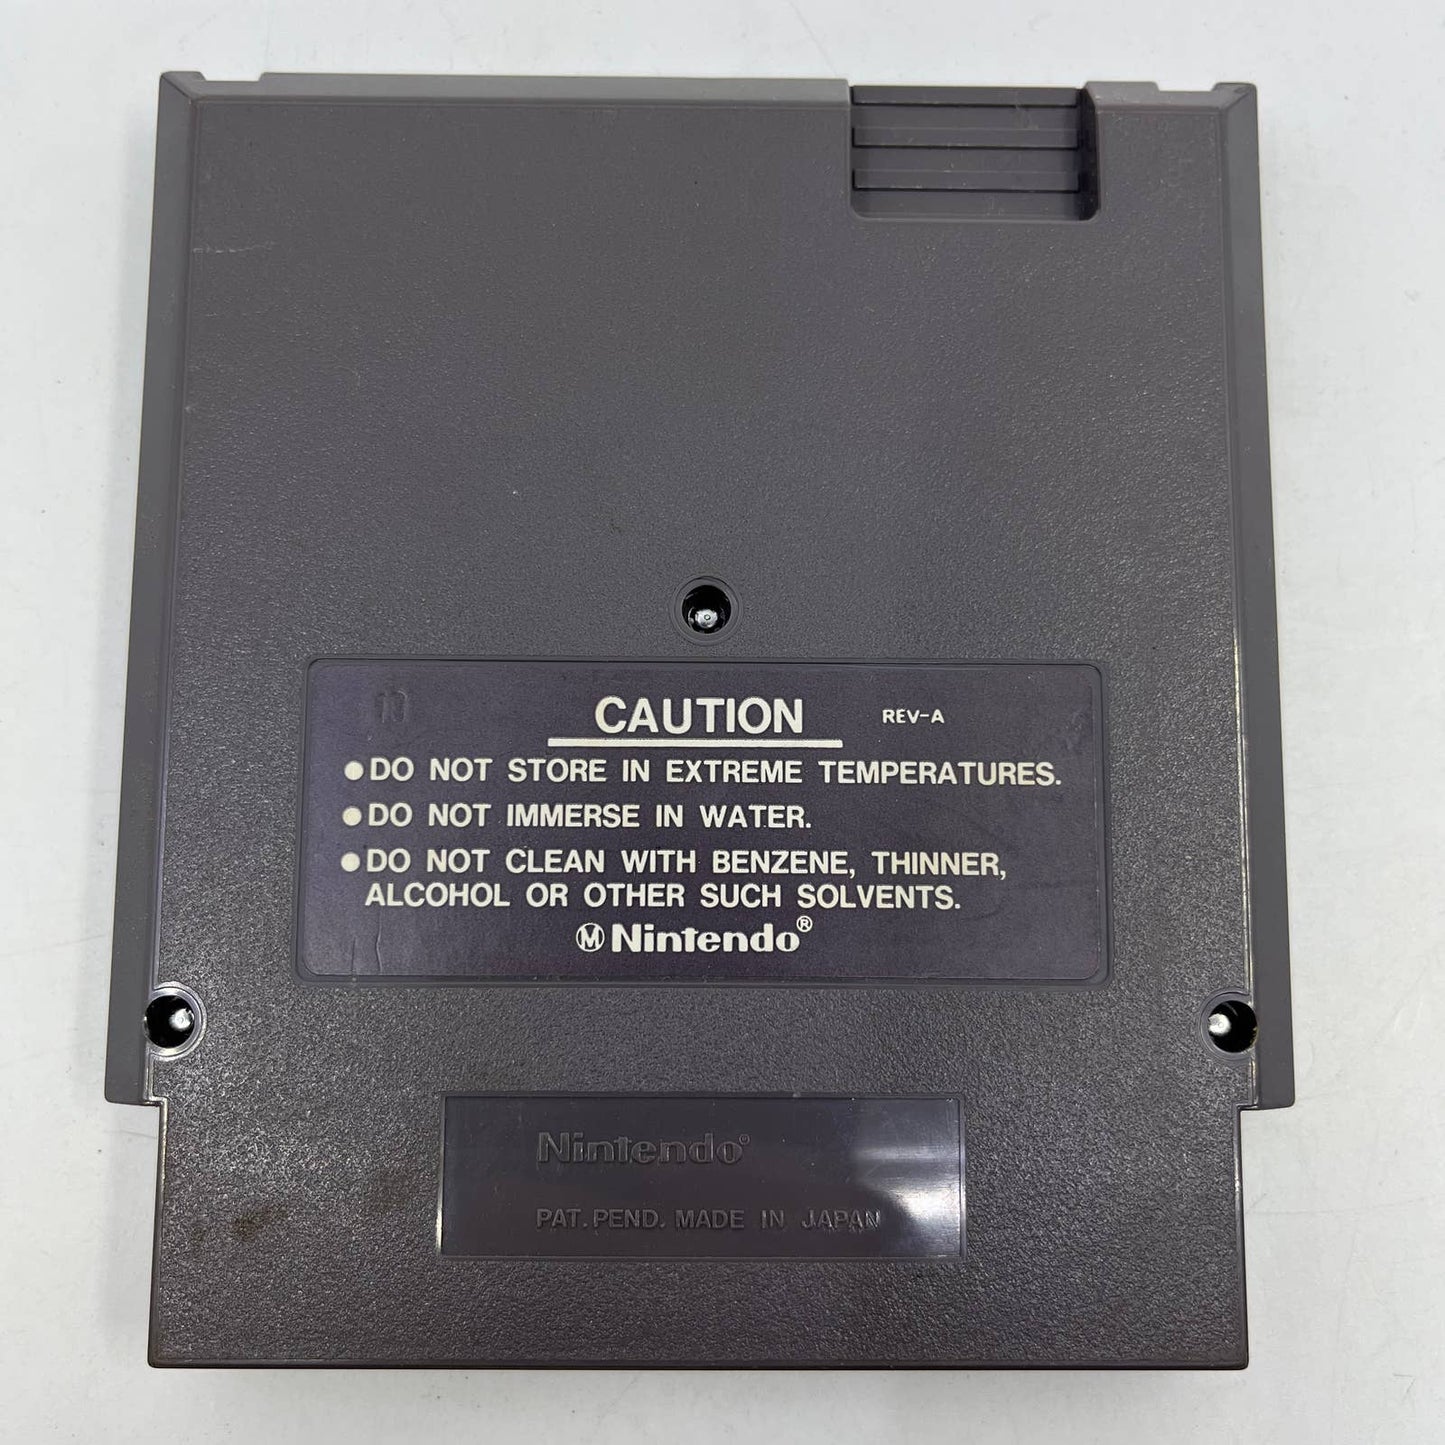 CAUTION REV-A
●DO NOT STORE IN EXTREME TEMPERATURES.
●DO NOT IMMERSE IN WATER.
●DO NOT CLEAN WITH BENZENE, THINNER,
ALCOHOL OR OTHER SUCH SOLVENTS.
Ⓜ Nintendo®
Nintendo®
PAT. PEND. MADE IN JAPAN